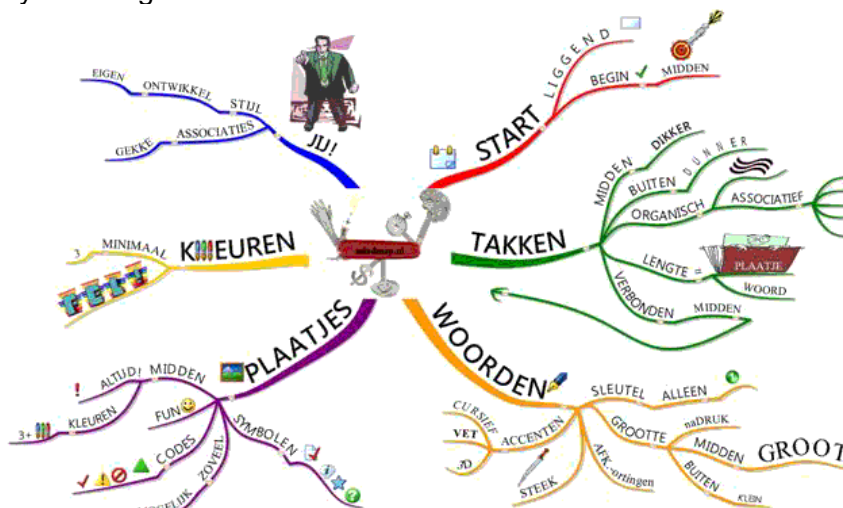 START
LIGGEND
BEGIN
MIDDEN
TAKKEN
MIDDEN
DIKKER
BUITEN
DUNNER
ORGANISCH
ASSOCIATIEF
LENGTE =
PLAATJE
WOORD
VERBONDEN
MIDDEN
WOORDEN
SLEUTEL
ALLEEN
GROOTTE
naDRUK
MIDDEN
GROOT
BUITEN
KLEIN
AFK.-ortingen
STEEK
ACCENTEN
CURSIEF
VET
3D
PLAATJES
MIDDEN
ALTIJD!
KLEUREN
3+
FUN
SYMBOLEN
CODES
ZOVEEL
KLEUREN
MINIMAAL
3
JIJ!
STIJL
ONTWIKKEL
EIGEN
ASSOCIATIES
GEKKE